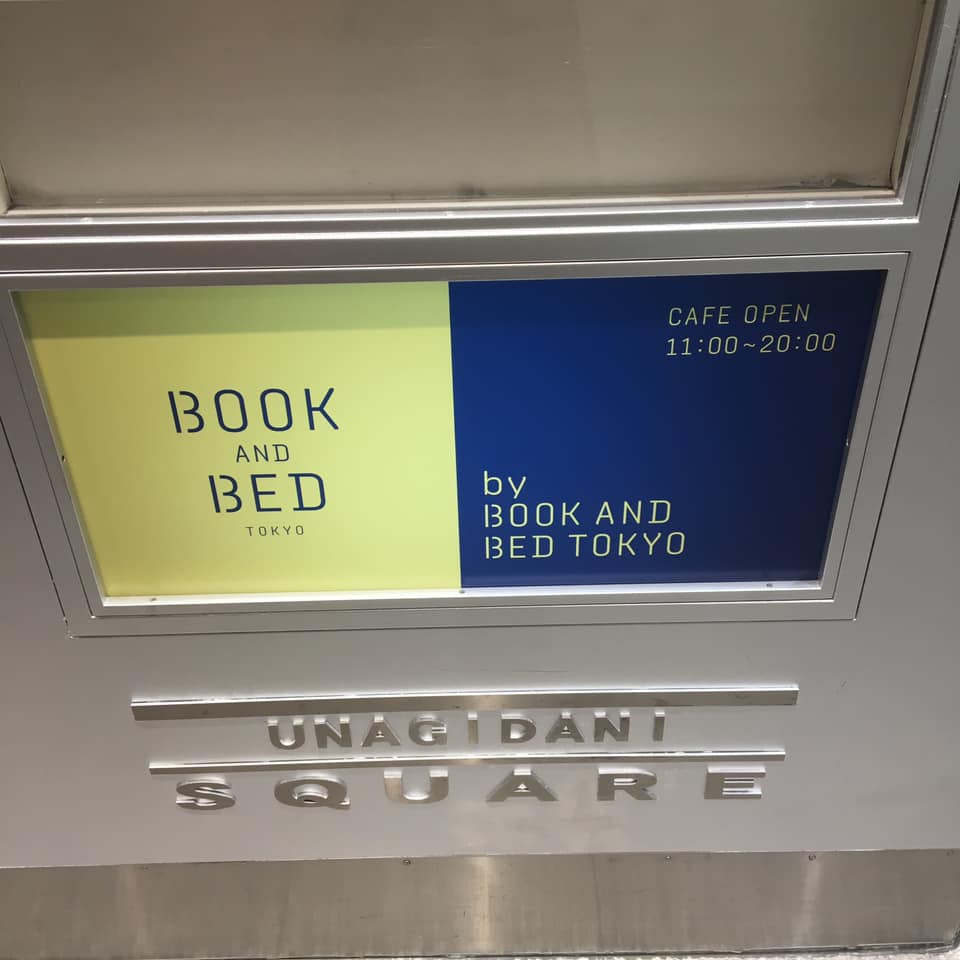 BOOK
AND
BED
TOKYO
CAFE OPEN
11:00~20:00
by
BOOK AND
BED TOKYO
UNAGIDANI
SQUARE